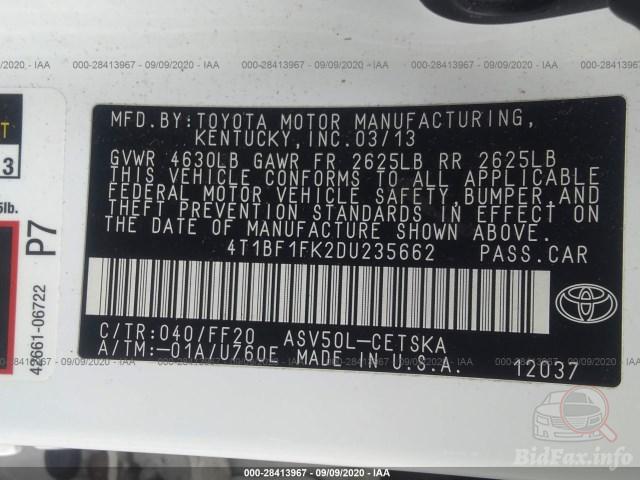 000-28413967 - 09/09/2020 - IAA
MFD.BY:TOYOTA MOTOR MANUFACTURING,
KENTUCKY,INC.03/13
GVWR 4630LB GAWR FR 2625LB RR 2625LB
THIS VEHICLE CONFORMS TO ALL APPLICABLE
FEDERAL MOTOR VEHICLE SAFETY,BUMPER,AND
THEFT PREVENTION STANDARDS IN EFFECT ON
THE DATE OF MANUFACTURE SHOWN ABOVE.
4T1BF1FK2DU235662 PASS.CAR
C/TR:040/FF20 ASV50L-CETSKA
A/TM:-01A/U760E MADE IN U.S.A.
12037
TOYOTA
T
3
5lb.
P7
42661-06722
000-28413967 - 09/09/2020 - IAA
BidFax.info